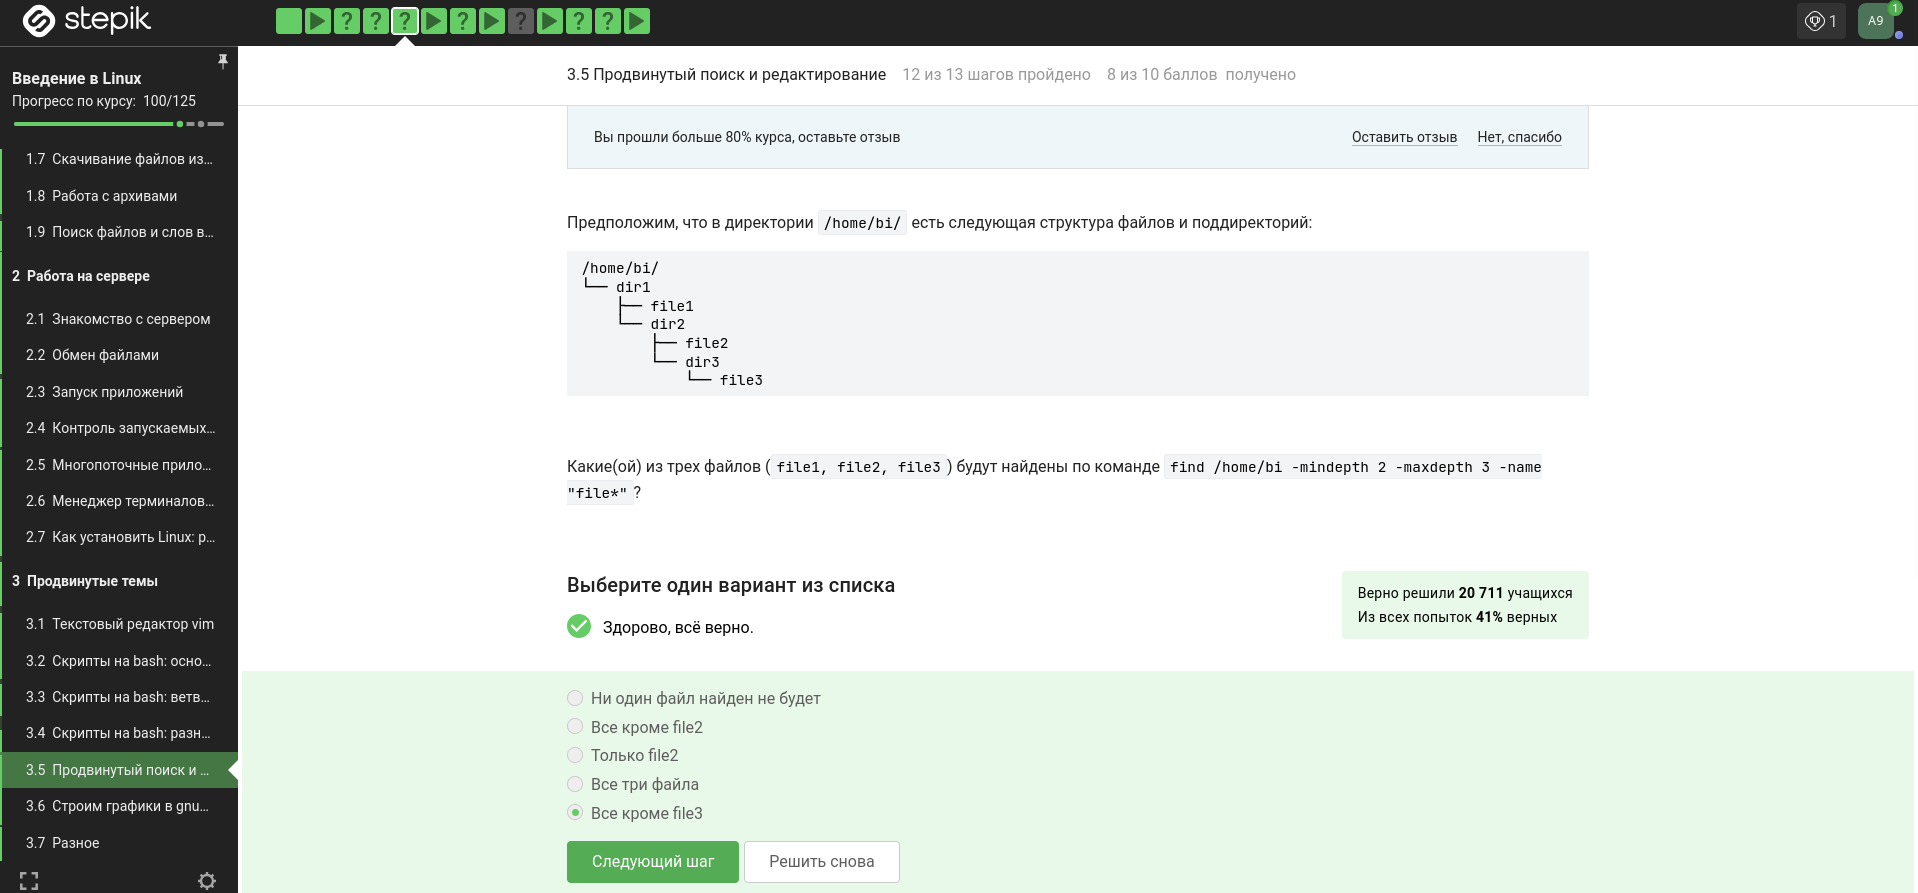 stepik
?
?
?
?
?
?
?
1
A9
1
Введение в Linux
Прогресс по курсу: 100/125
1.7 Скачивание файлов из...
1.8 Работа с архивами
1.9 Поиск файлов и слов в...
2 Работа на сервере
2.1 Знакомство с сервером
2.2 Обмен файлами
2.3 Запуск приложений
2.4 Контроль запускаемых...
2.5 Многопоточные прило...
2.6 Менеджер терминалов...
2.7 Как установить Linux: р...
3 Продвинутые темы
3.1 Текстовый редактор vim
3.2 Скрипты на bash: осно...
3.3 Скрипты на bash: ветв...
3.4 Скрипты на bash: разн...
3.5 Продвинутый поиск и ...
3.6 Строим графики в gnu...
3.7 Разное
3.5 Продвинутый поиск и редактирование 12 из 13 шагов пройдено 8 из 10 баллов получено
Вы прошли больше 80% курса, оставьте отзыв Оставить отзыв Нет, спасибо
Предположим, что в директории /home/bi/ есть следующая структура файлов и поддиректорий:
/home/bi/
└── dir1
    ├── file1
    └── dir2
        ├── file2
        └── dir3
            └── file3
Какие(ой) из трех файлов (file1, file2, file3) будут найдены по команде find /home/bi -mindepth 2 -maxdepth 3 -name
"file*"?
Выберите один вариант из списка
Здорово, всё верно.
Верно решили 20 711 учащихся
Из всех попыток 41% верных
Ни один файл найден не будет
Все кроме file2
Только file2
Все три файла
Все кроме file3
Следующий шаг Решить снова